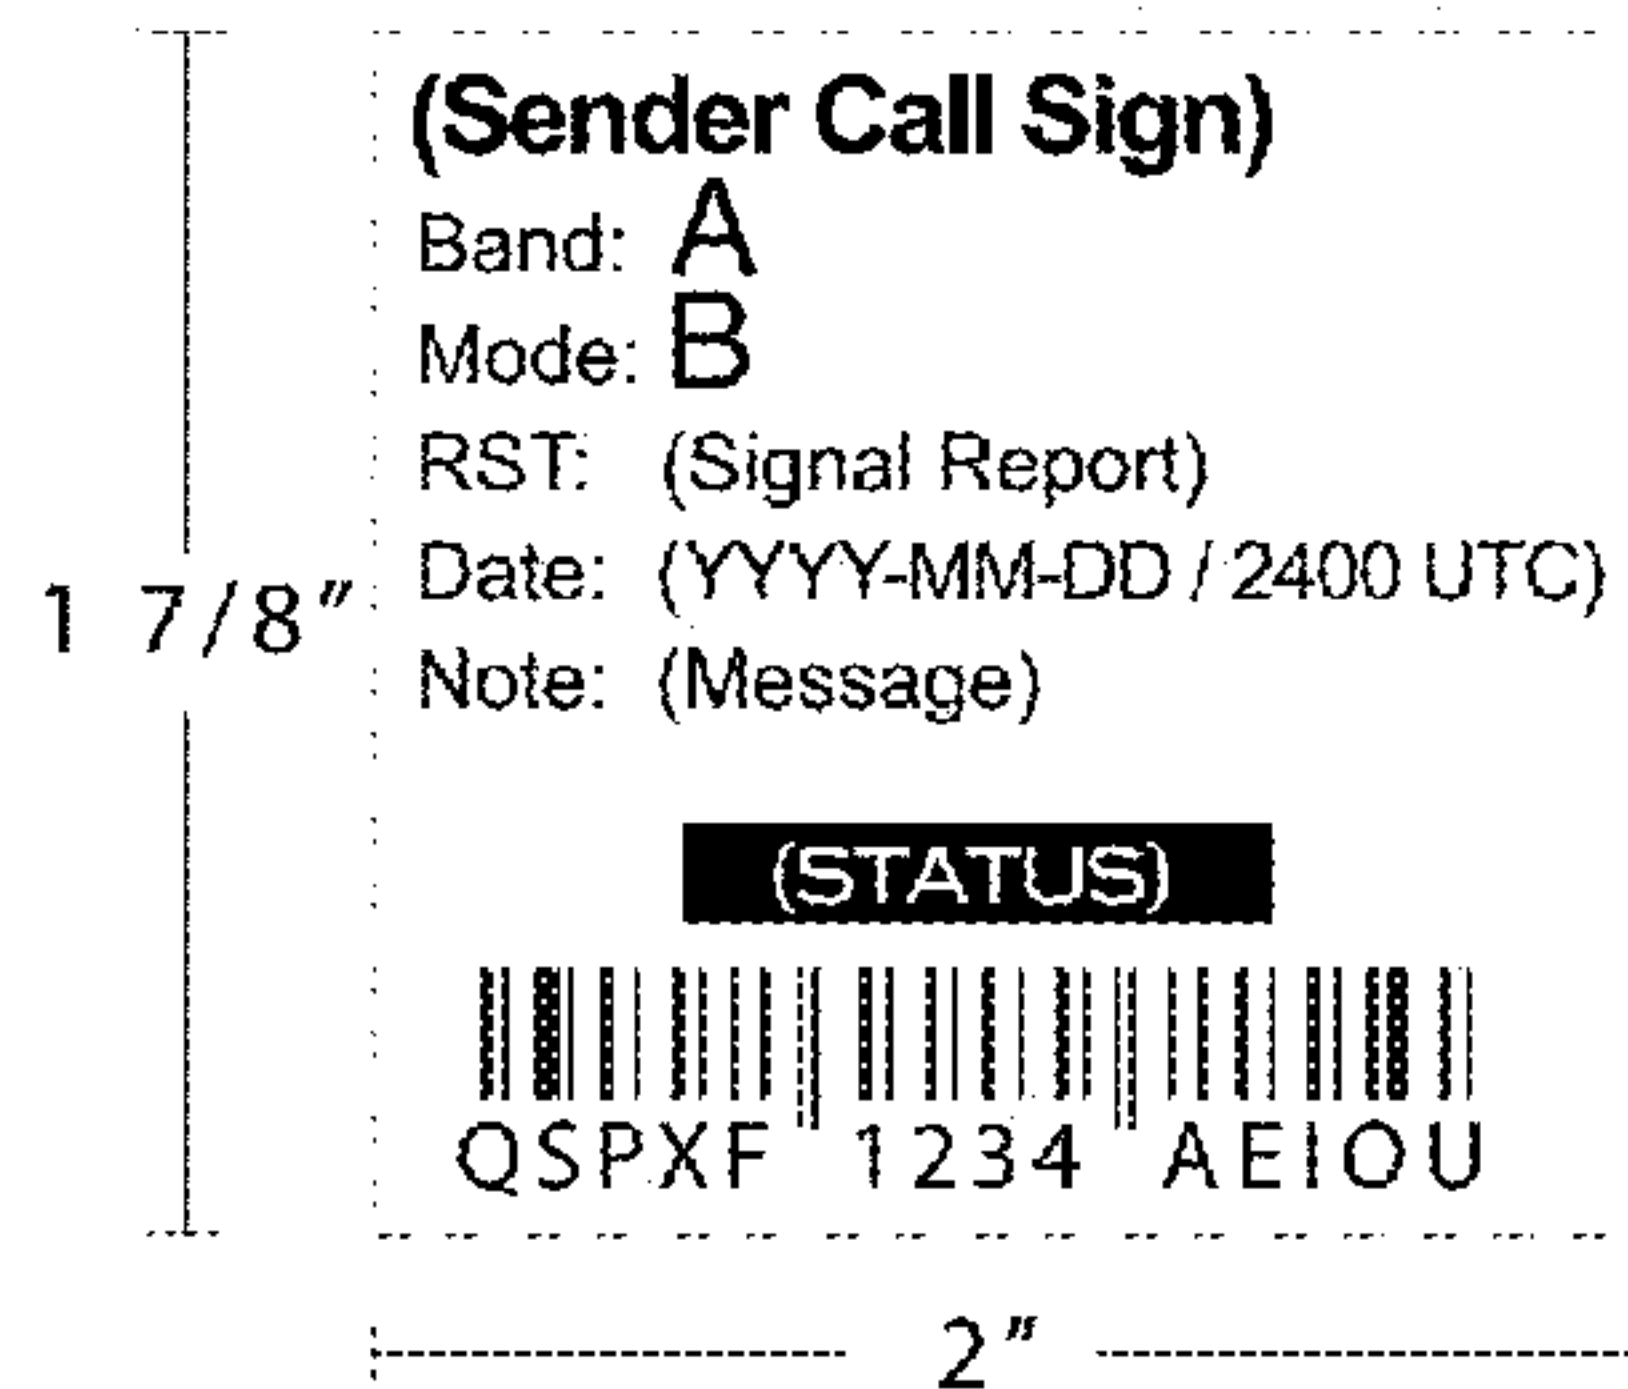 (Sender Call Sign)
Band: A
Mode: B
RST: (Signal Report)
Date: (YYYY-MM-DD / 2400 UTC)
1 7/8"
Note: (Message)
(STATUS)
QSPXF 1234 AEIOU
2"